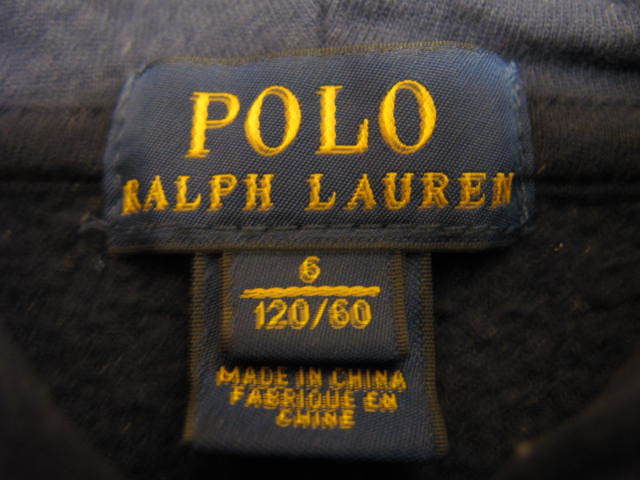 POLO
RALPH LAUREN
6
120/60
MADE IN CHINA
FABRIQUE EN
CHINE